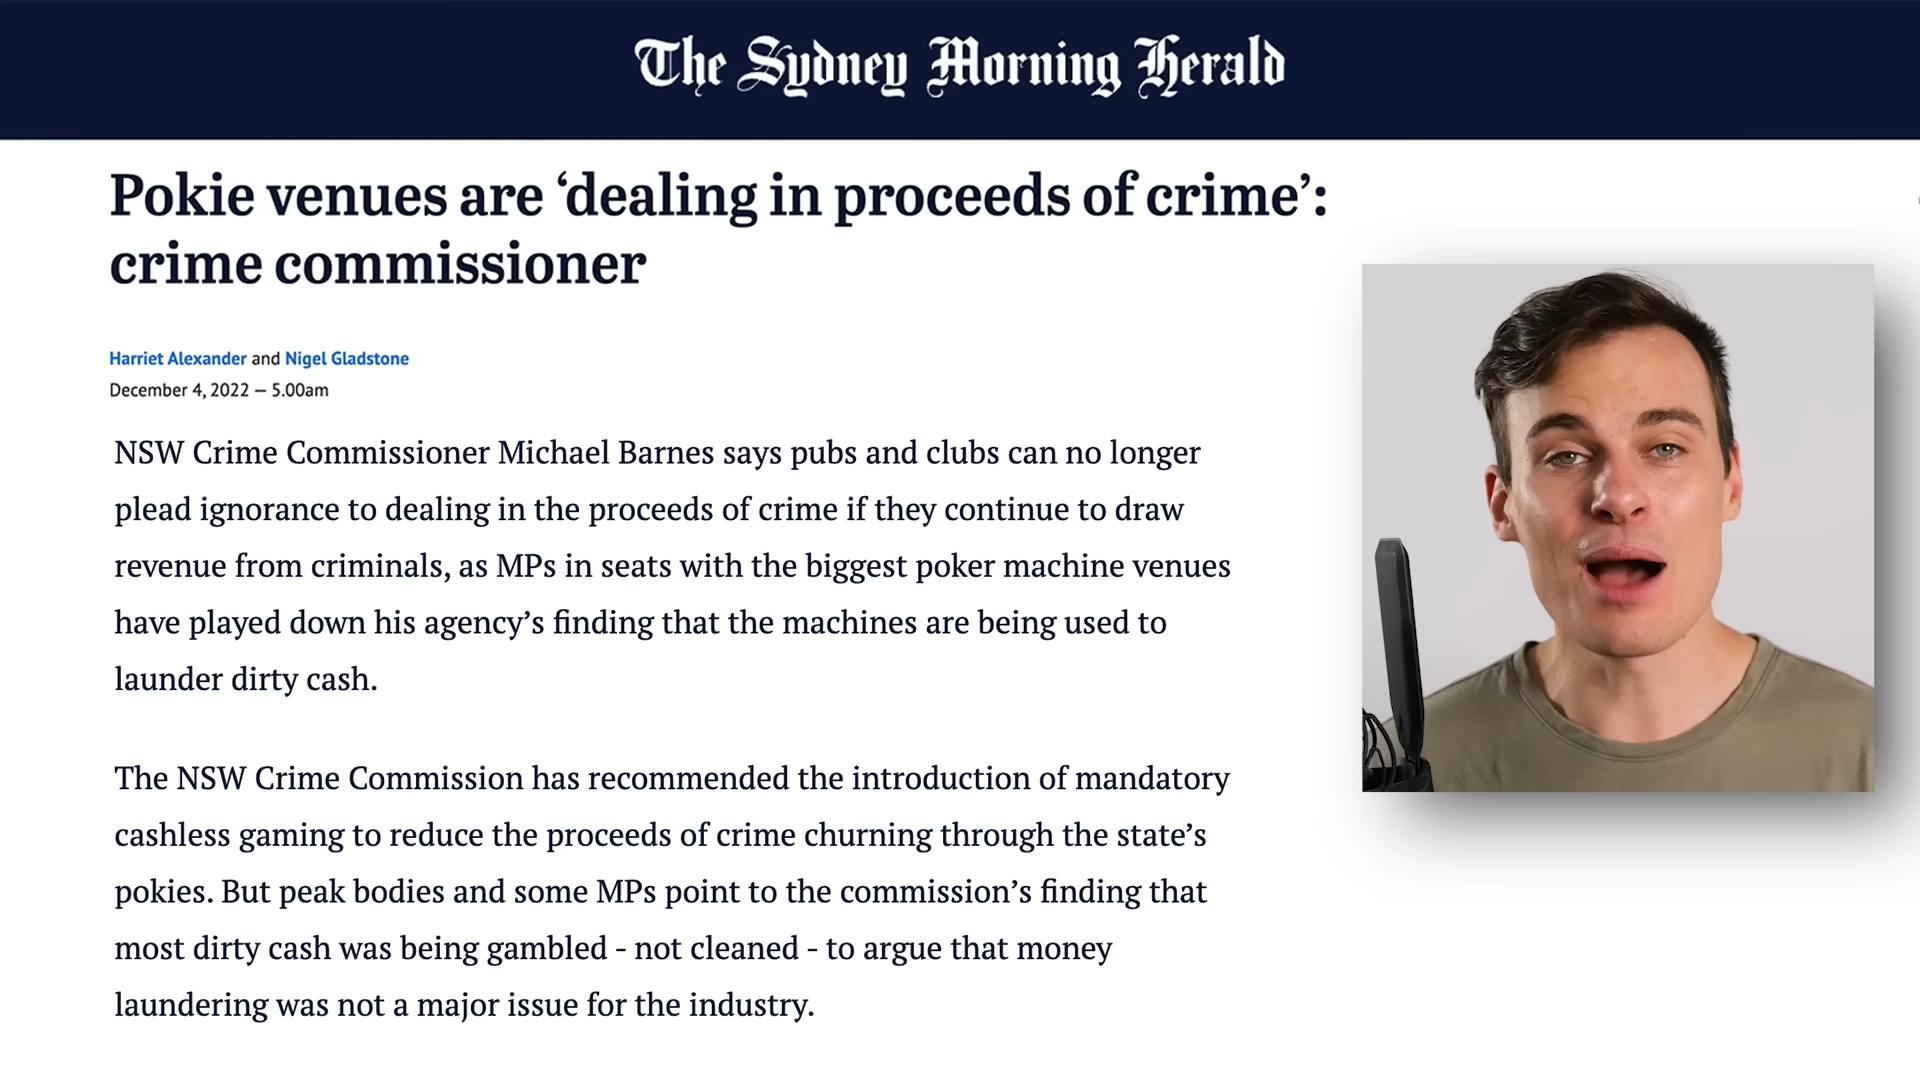 The Sydney Morning Herald
Pokie venues are ‘dealing in proceeds of crime’:
crime commissioner
Harriet Alexander and Nigel Gladstone
December 4, 2022 — 5.00am
NSW Crime Commissioner Michael Barnes says pubs and clubs can no longer
plead ignorance to dealing in the proceeds of crime if they continue to draw
revenue from criminals, as MPs in seats with the biggest poker machine venues
have played down his agency’s finding that the machines are being used to
launder dirty cash.
The NSW Crime Commission has recommended the introduction of mandatory
cashless gaming to reduce the proceeds of crime churning through the state’s
pokies. But peak bodies and some MPs point to the commission’s finding that
most dirty cash was being gambled - not cleaned - to argue that money
laundering was not a major issue for the industry.